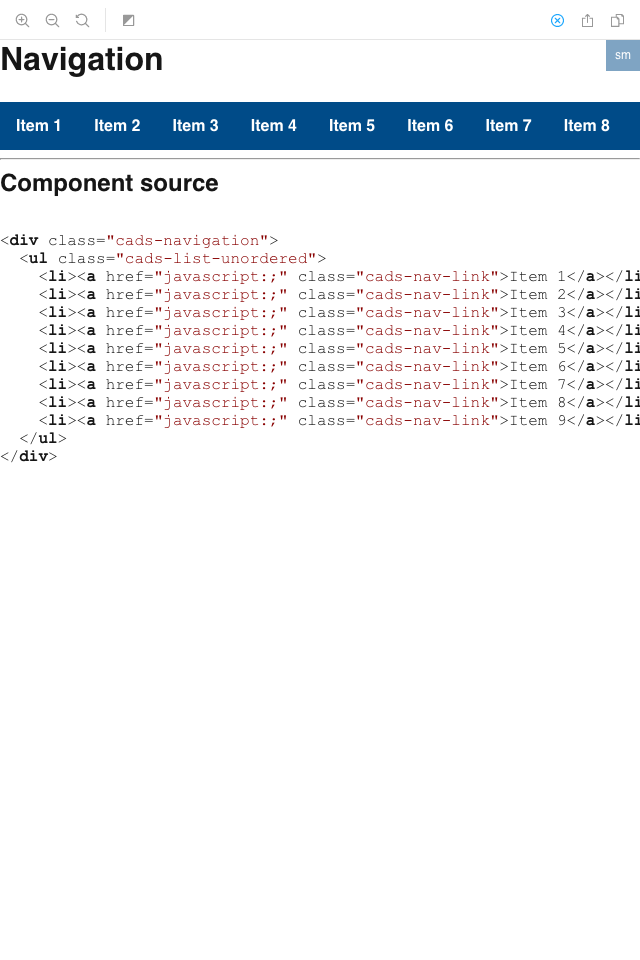 Navigation
sm
Item 1 Item 2 Item 3 Item 4 Item 5 Item 6 Item 7 Item 8
Component source
<div class="cads-navigation">
  <ul class="cads-list-unordered">
    <li><a href="javascript:;" class="cads-nav-link">Item 1</a></li
    <li><a href="javascript:;" class="cads-nav-link">Item 2</a></li
    <li><a href="javascript:;" class="cads-nav-link">Item 3</a></li
    <li><a href="javascript:;" class="cads-nav-link">Item 4</a></li
    <li><a href="javascript:;" class="cads-nav-link">Item 5</a></li
    <li><a href="javascript:;" class="cads-nav-link">Item 6</a></li
    <li><a href="javascript:;" class="cads-nav-link">Item 7</a></li
    <li><a href="javascript:;" class="cads-nav-link">Item 8</a></li
    <li><a href="javascript:;" class="cads-nav-link">Item 9</a></li
  </ul>
</div>